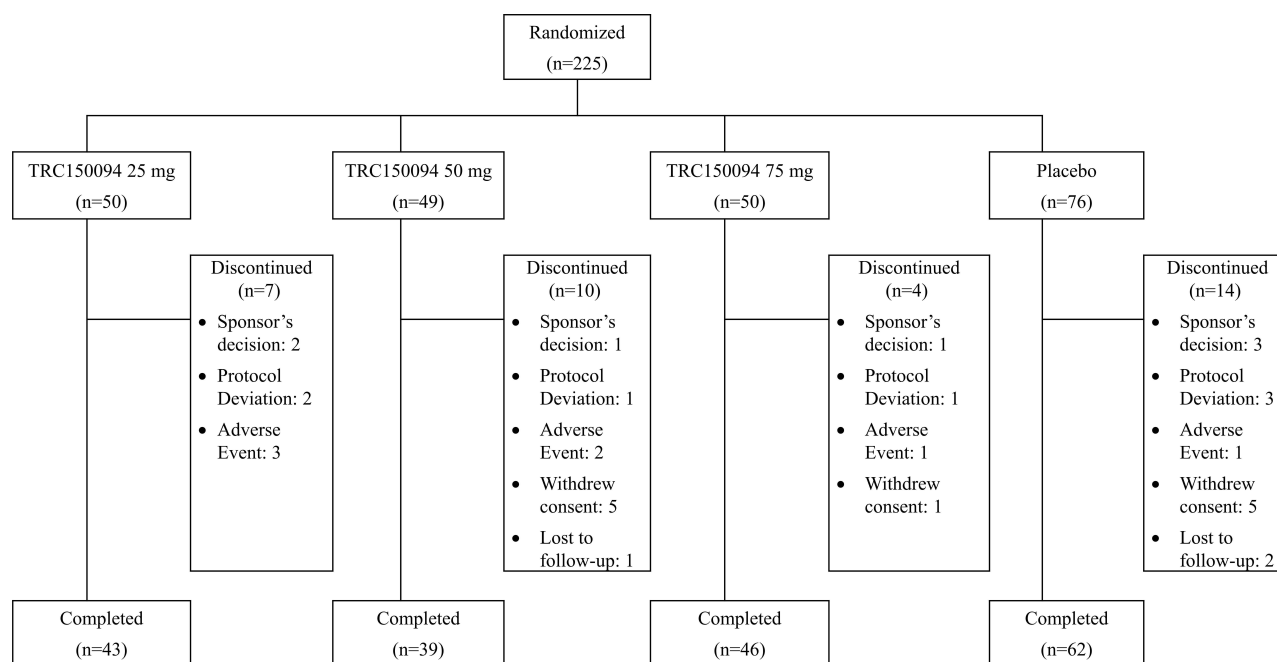 Randomized
(n=225)
TRC150094 25 mg
(n=50)
TRC150094 50 mg
(n=49)
TRC150094 75 mg
(n=50)
Placebo
(n=76)
Discontinued
(n=7)
• Sponsor’s
decision: 2
• Protocol
Deviation: 2
• Adverse
Event: 3
Discontinued
(n=10)
• Sponsor’s
decision: 1
• Protocol
Deviation: 1
• Adverse
Event: 2
• Withdrew
consent: 5
• Lost to
follow-up: 1
Discontinued
(n=4)
• Sponsor’s
decision: 1
• Protocol
Deviation: 1
• Adverse
Event: 1
• Withdrew
consent: 1
Discontinued
(n=14)
• Sponsor’s
decision: 3
• Protocol
Deviation: 3
• Adverse
Event: 1
• Withdrew
consent: 5
• Lost to
follow-up: 2
Completed
(n=43)
Completed
(n=39)
Completed
(n=46)
Completed
(n=62)